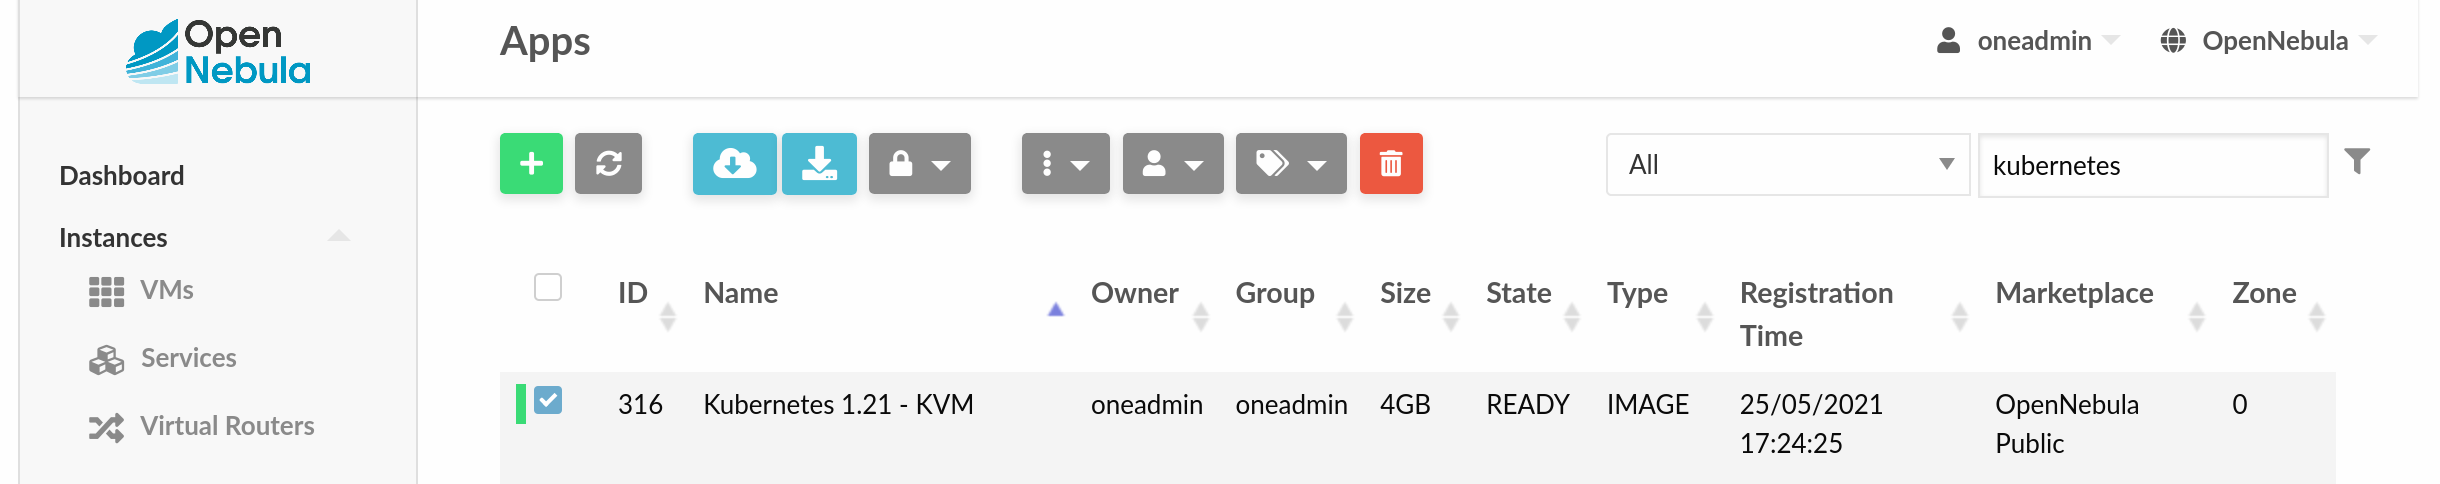 Open
Nebula
Apps
oneadmin
OpenNebula
Dashboard
Instances
VMs
Services
Virtual Routers
All
kubernetes
ID Name Owner Group Size State Type Registration Time Marketplace Zone
316 Kubernetes 1.21 - KVM oneadmin oneadmin 4GB READY IMAGE 25/05/2021 17:24:25 OpenNebula Public 0